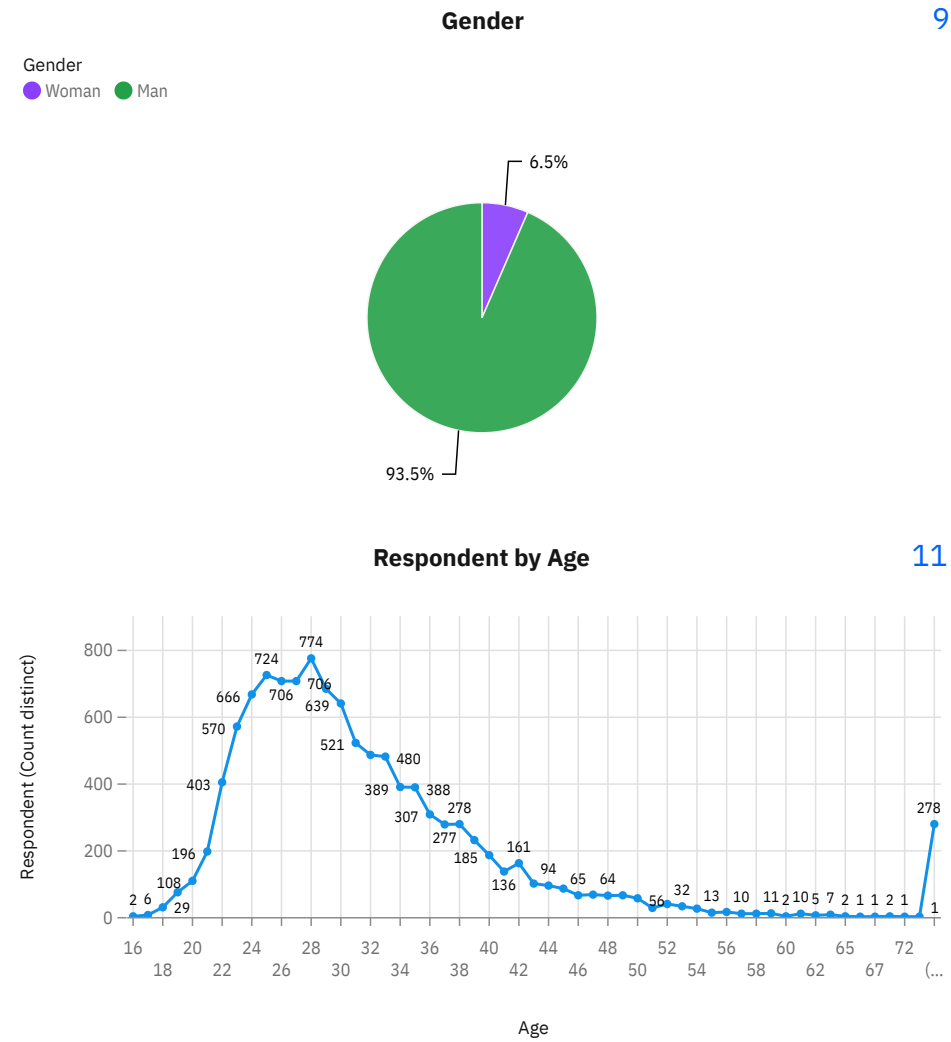 Gender
9
Gender
Woman Man
6.5%
93.5%
Respondent by Age
11
Respondent (Count distinct)
800
600
400
200
0
2 6 29 108 196 403 570 666 724 706 706 774 639 521 480 389 388 307 277 278 185 136 161 94 65 64 56 32 13 10 11 2 10 5 7 2 1 1 2 1 1 278
16 20 24 28 32 36 40 44 48 52 56 60 65 72
18 22 26 30 34 38 42 46 50 54 58 62 67 (...
Age